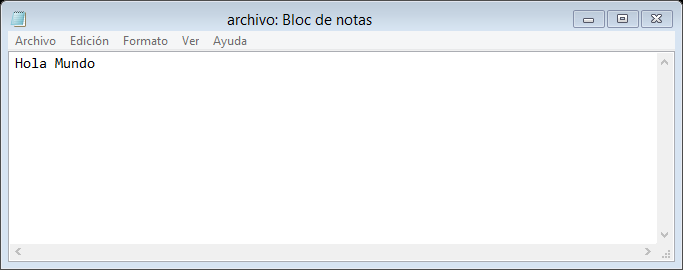 archivo: Bloc de notas
Archivo Edición Formato Ver Ayuda
Hola Mundo